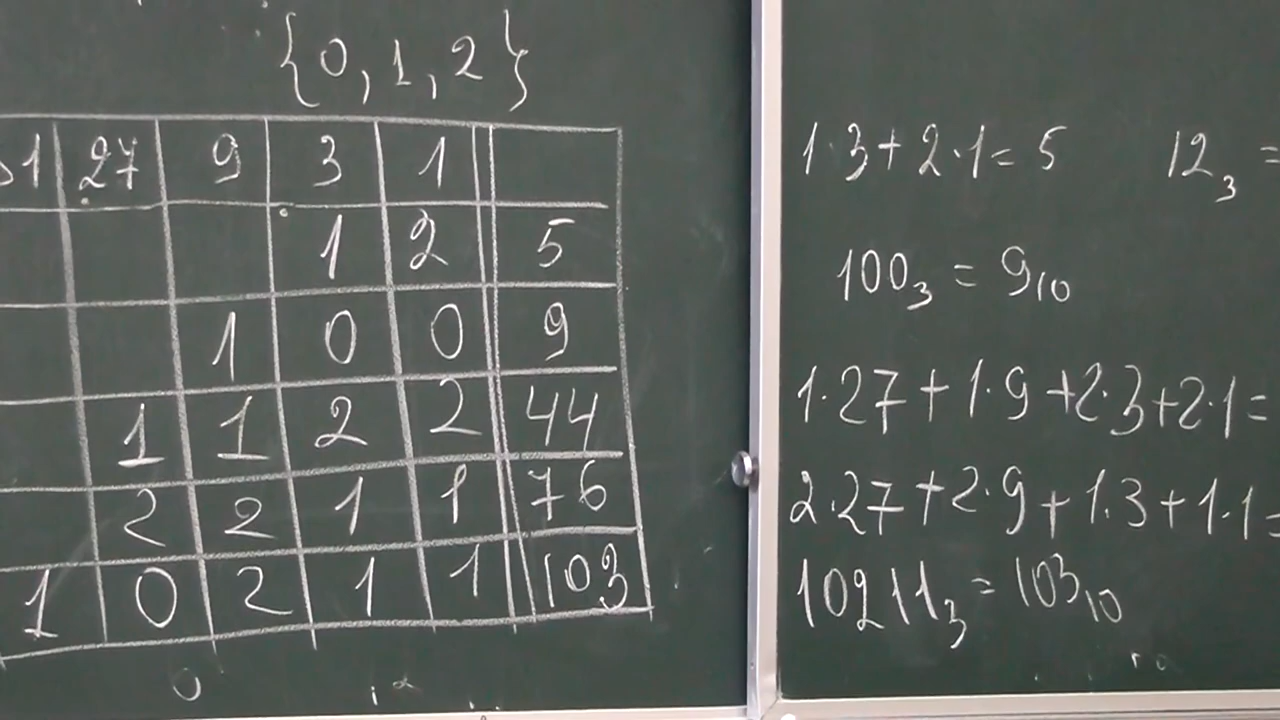 {0, 1, 2}
81 27 9 3 1
1 2 5
1 0 0 9
1 1 2 2 44
2 2 1 1 76
1 0 2 1 1 103
1·3+2·1=5 12₃ =
100₃ = 9₁₀
1·27+1·9+2·3+2·1=
2·27+2·9+1·3+1·1=
10211₃ = 103₁₀